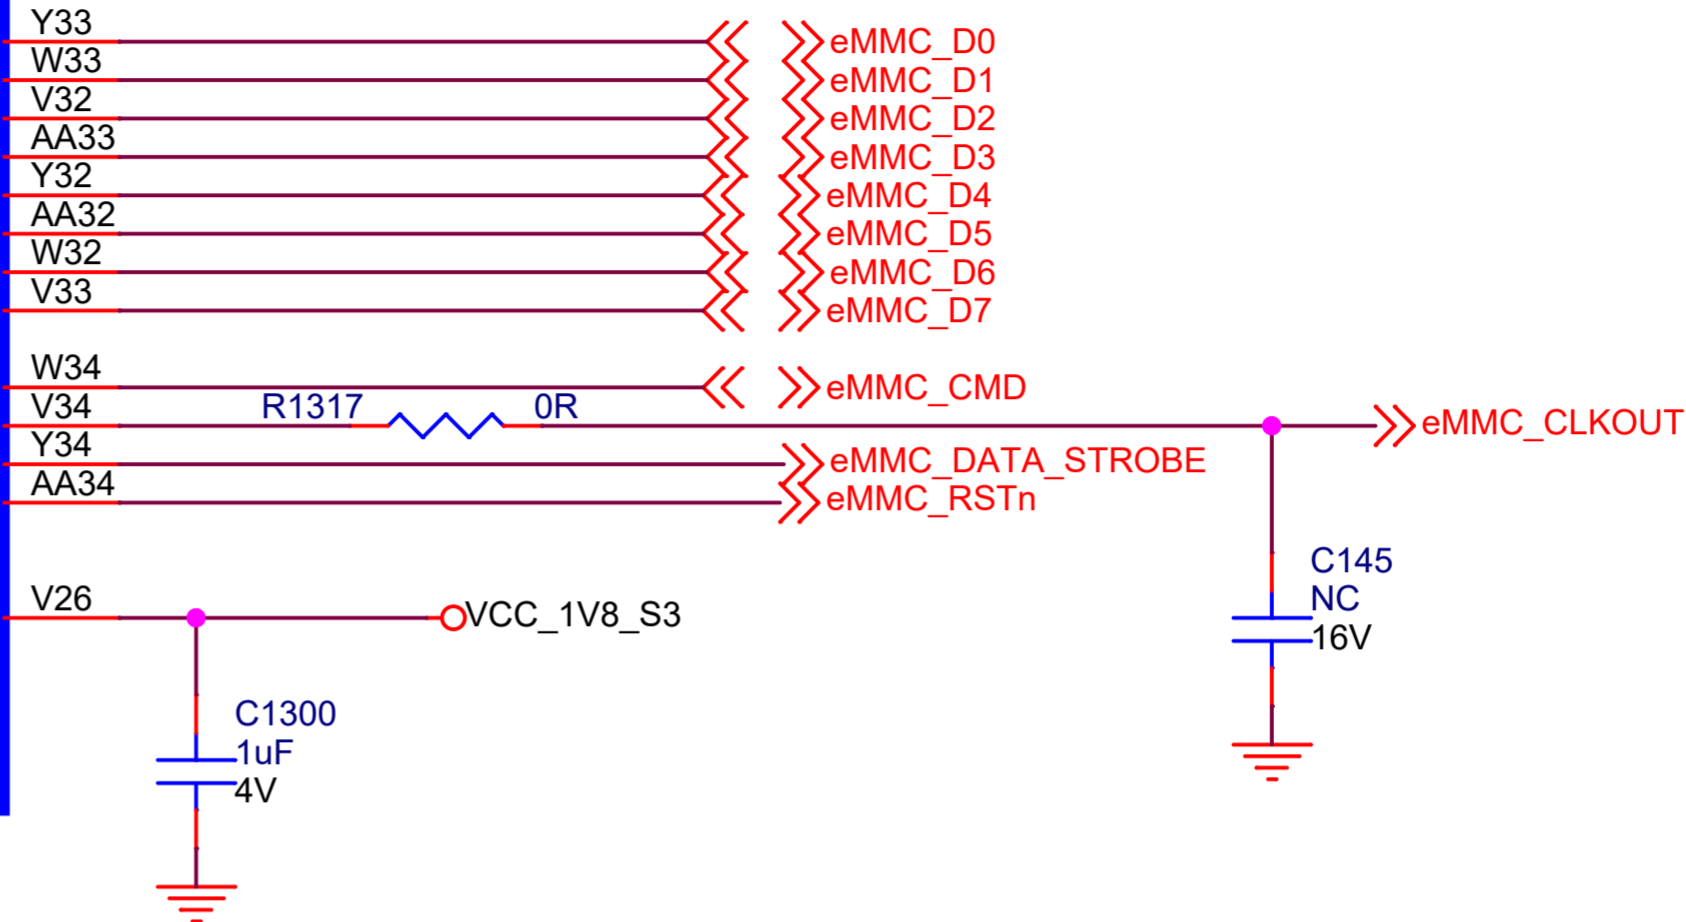 Y33 eMMC_D0
W33 eMMC_D1
V32 eMMC_D2
AA33 eMMC_D3
Y32 eMMC_D4
AA32 eMMC_D5
W32 eMMC_D6
V33 eMMC_D7
W34 eMMC_CMD
V34 R1317 0R eMMC_CLKOUT
Y34 eMMC_DATA_STROBE
AA34 eMMC_RSTn
C145
NC
16V
V26 VCC_1V8_S3
C1300
1uF
4V